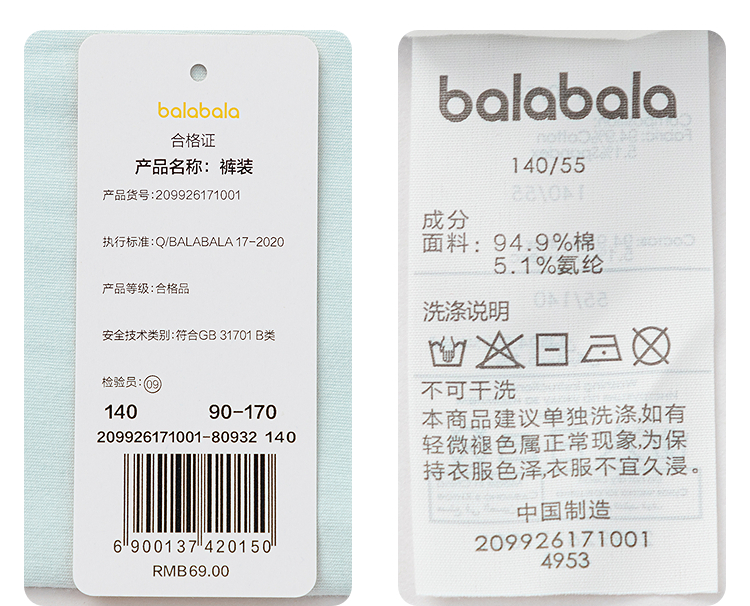 balabala
合格证
产品名称：裤装
产品货号:209926171001
执行标准:Q/BALABALA 17-2020
产品等级:合格品
安全技术类别:符合GB 31701 B类
检验员:09
140 90-170
209926171001-80932 140
6 900137 420150
RMB69.00
balabala
140/55
成分
面料：94.9%棉
5.1%氨纶
洗涤说明
不可干洗
本商品建议单独洗涤,如有
轻微褪色属正常现象,为保
持衣服色泽,衣服不宜久浸。
中国制造
209926171001
4953